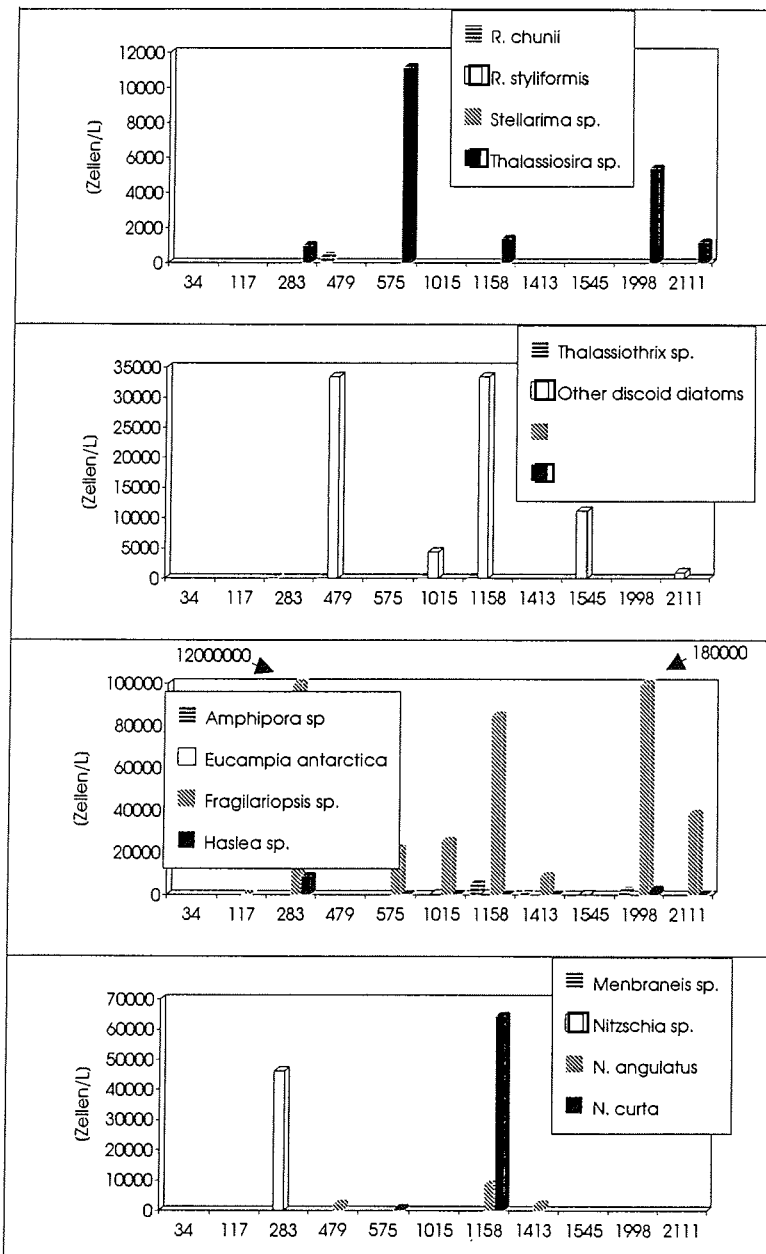 12000
10000
8000
6000
4000
2000
0
(Zellen/L)
R. chunii
R. styliformis
Stellarima sp.
Thalassiosira sp.
34 117 283 479 575 1015 1158 1413 1545 1998 2111
35000
30000
25000
20000
15000
10000
5000
0
(Zellen/L)
Thalassiothrix sp.
Other discoid diatoms
34 117 283 479 575 1015 1158 1413 1545 1998 2111
12000000
180000
100000
80000
60000
40000
20000
0
(Zellen/L)
Amphipora sp
Eucampia antarctica
Fragilariopsis sp.
Haslea sp.
34 117 283 479 575 1015 1158 1413 1545 1998 2111
70000
60000
50000
40000
30000
20000
10000
0
(Zellen/L)
Menbraneis sp.
Nitzschia sp.
N. angulatus
N. curta
34 117 283 479 575 1015 1158 1413 1545 1998 2111